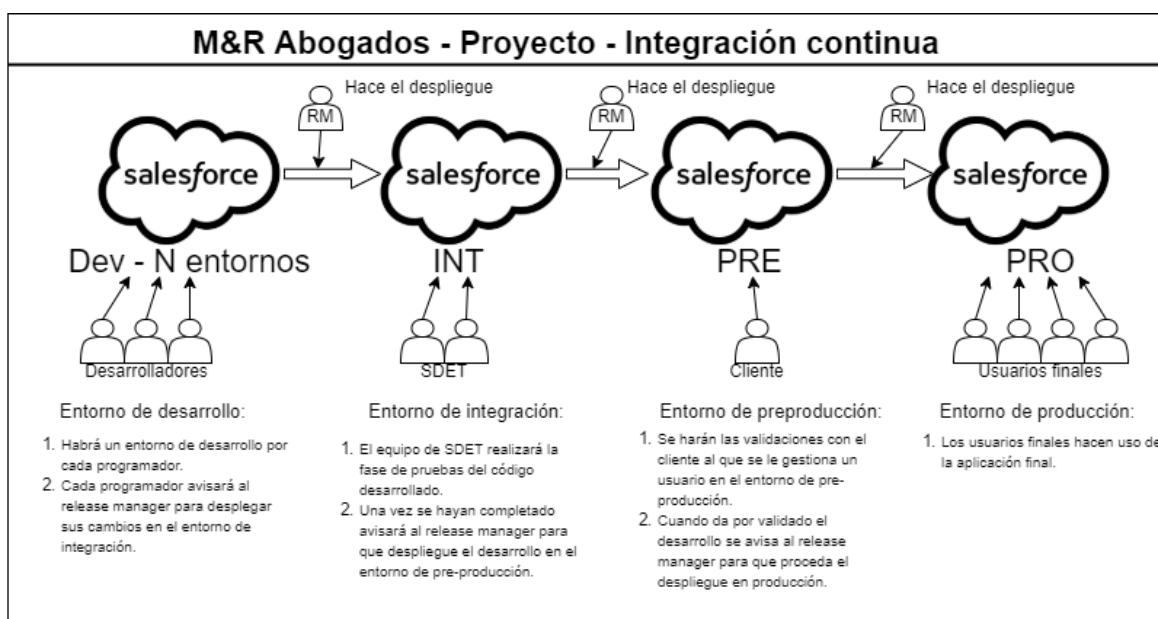 M&R Abogados - Proyecto - Integración continua
Hace el despliegue
Hace el despliegue
Hace el despliegue
RM
RM
RM
salesforce
salesforce
salesforce
salesforce
Dev - N entornos
INT
PRE
PRO
Desarrolladores
SDET
Cliente
Usuarios finales
Entorno de desarrollo:
1. Habrá un entorno de desarrollo por
cada programador.
2. Cada programador avisará al
release manager para desplegar
sus cambios en el entorno de
integración.
Entorno de integración:
1. El equipo de SDET realizará la
fase de pruebas del código
desarrollado.
2. Una vez se hayan completado
avisará al release manager para
que despliegue el desarrollo en el
entorno de pre-producción.
Entorno de preproducción:
1. Se harán las validaciones con el
cliente al que se le gestiona un
usuario en el entorno de pre-
producción.
2. Cuando da por validado el
desarrollo se avisa al release
manager para que proceda el
despliegue en producción.
Entorno de producción:
1. Los usuarios finales hacen uso de
la aplicación final.